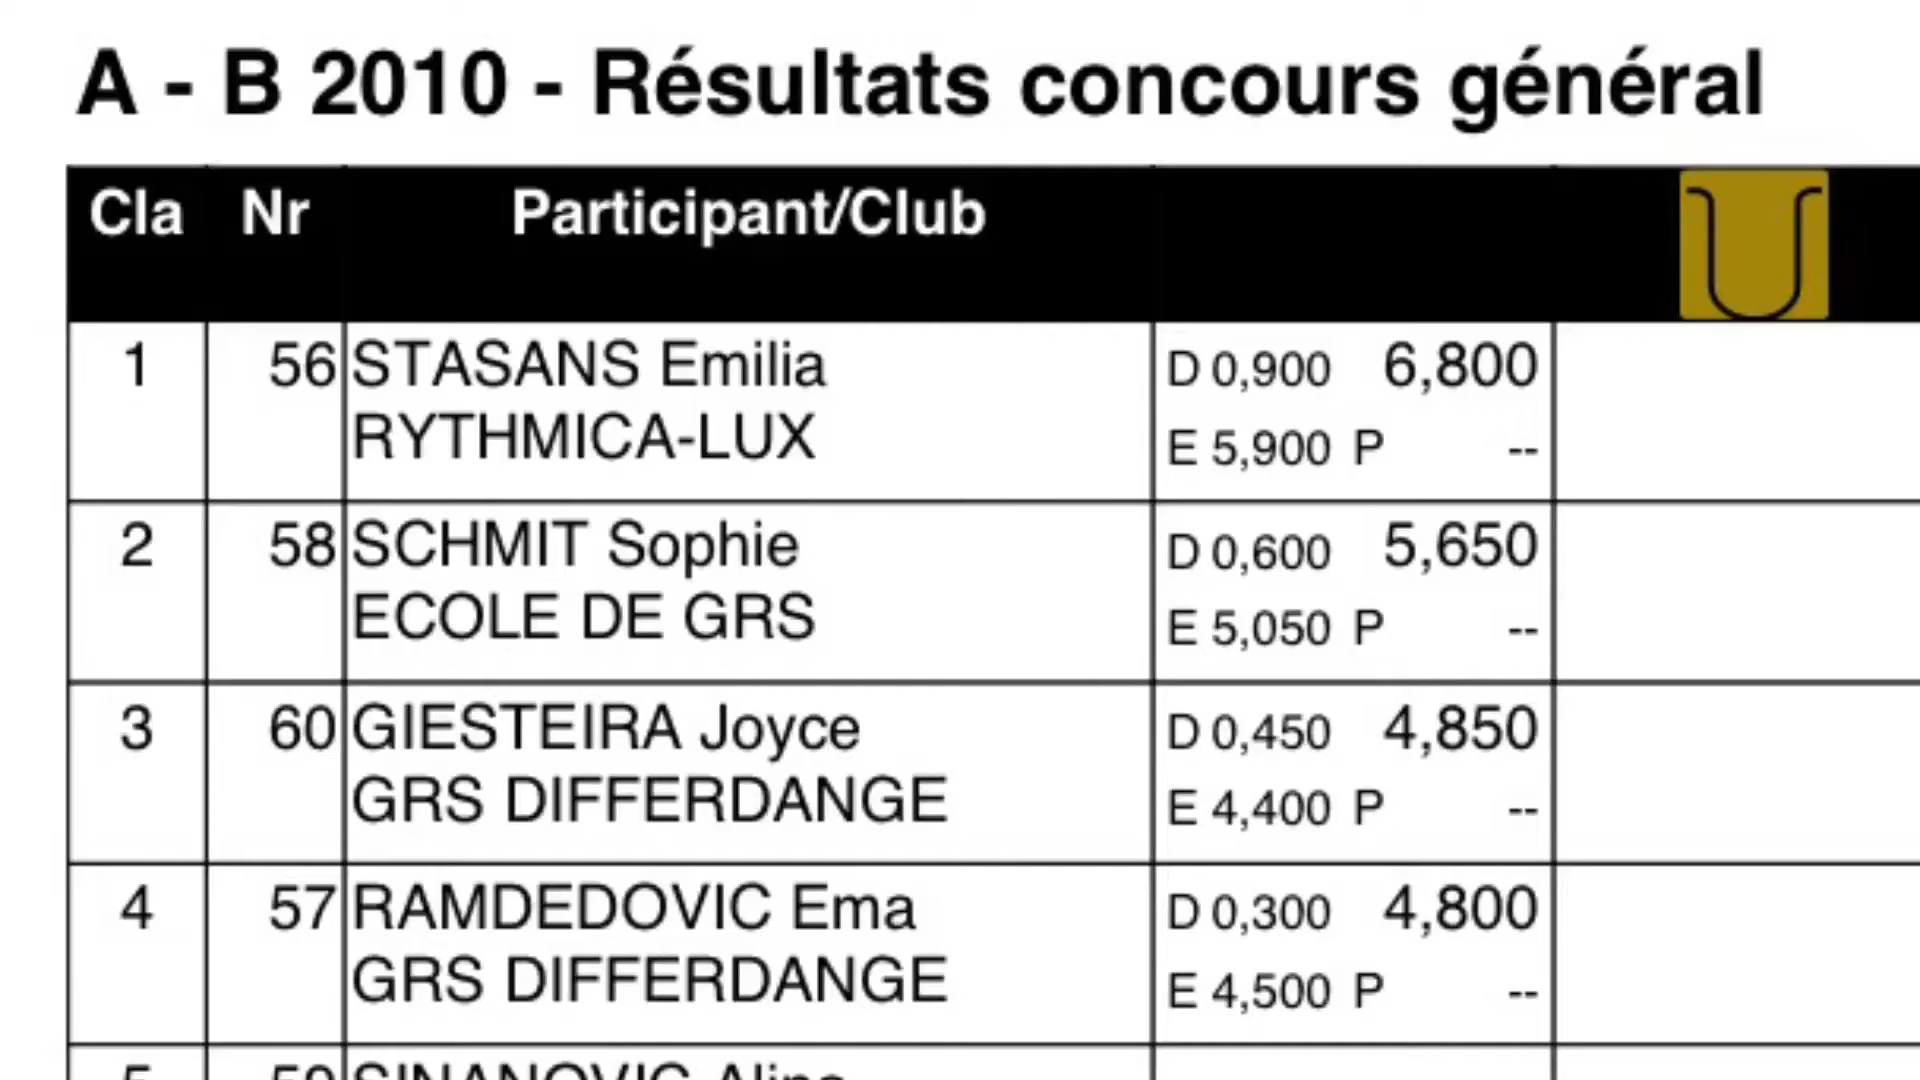 A - B 2010 - Résultats concours général
Cla Nr Participant/Club
1 56 STASANS Emilia D 0,900 6,800
RYTHMICA-LUX E 5,900 P --
2 58 SCHMIT Sophie D 0,600 5,650
ECOLE DE GRS E 5,050 P --
3 60 GIESTEIRA Joyce D 0,450 4,850
GRS DIFFERDANGE E 4,400 P --
4 57 RAMDEDOVIC Ema D 0,300 4,800
GRS DIFFERDANGE E 4,500 P --
5 59 SINANOVIC